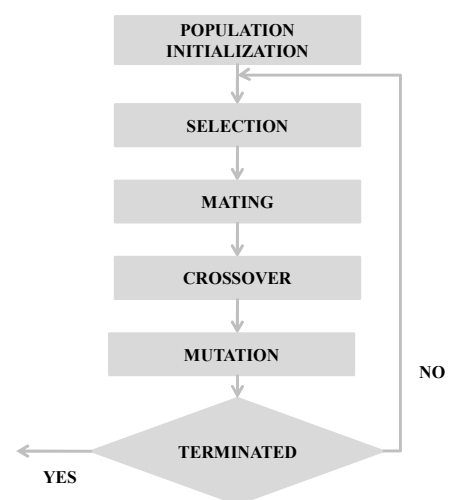 POPULATION
INITIALIZATION
SELECTION
MATING
CROSSOVER
MUTATION
NO
TERMINATED
YES